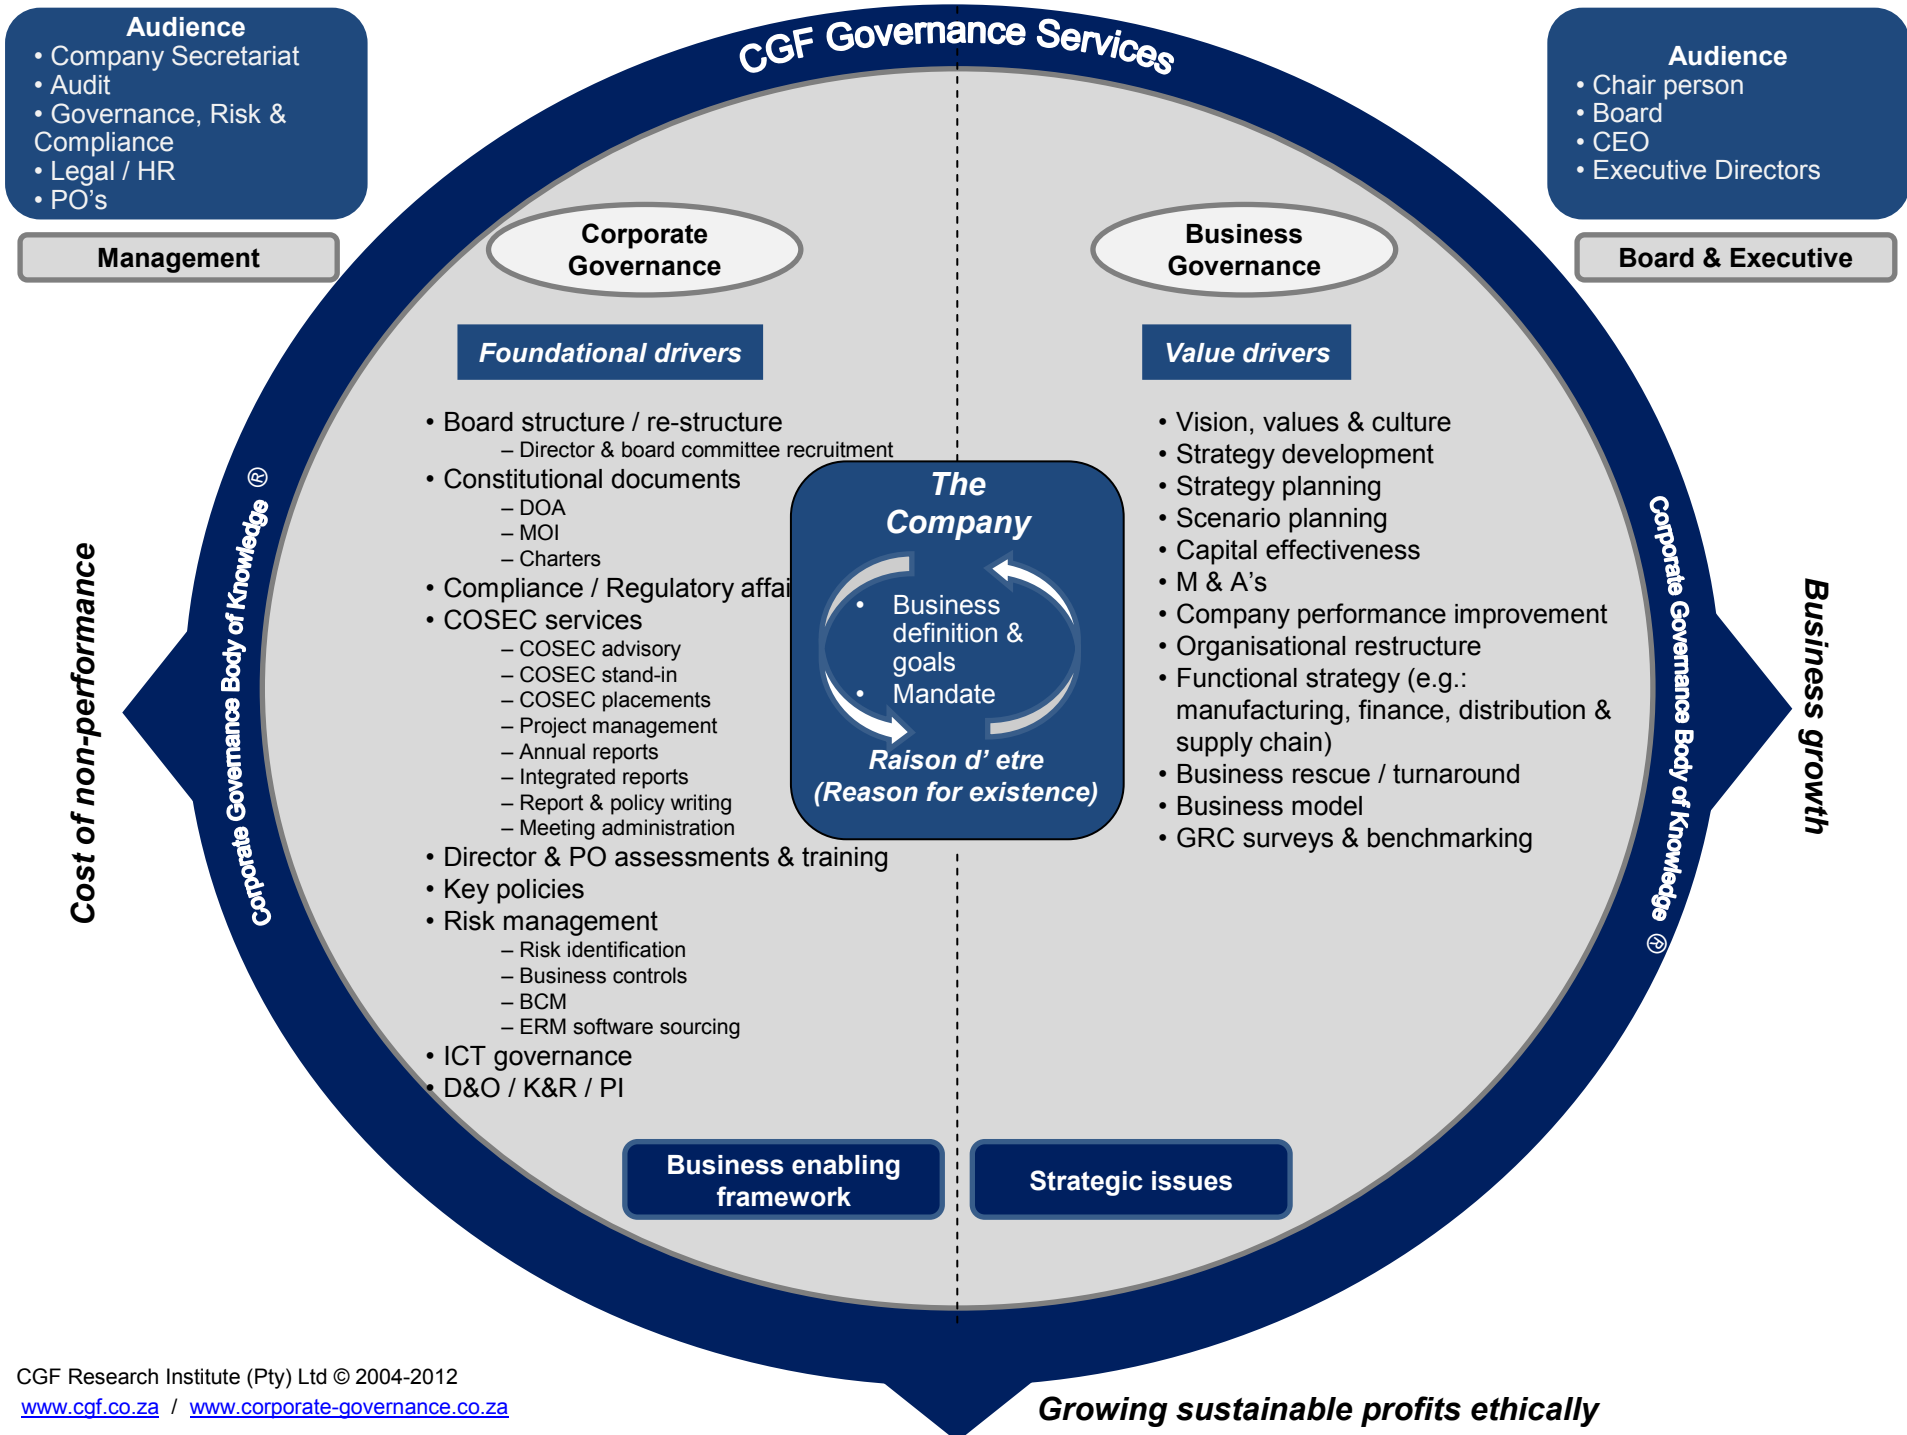 CGF Governance Services
Audience
• Company Secretariat
• Audit
• Governance, Risk &
Compliance
• Legal / HR
• PO's
Management
Audience
• Chair person
• Board
• CEO
• Executive Directors
Board & Executive
Corporate
Governance
Foundational drivers
• Board structure / re-structure
– Director & board committee recruitment
• Constitutional documents
– DOA
– MOI
– Charters
• Compliance / Regulatory affai
• COSEC services
– COSEC advisory
– COSEC stand-in
– COSEC placements
– Project management
– Annual reports
– Integrated reports
– Report & policy writing
– Meeting administration
• Director & PO assessments & training
• Key policies
• Risk management
– Risk identification
– Business controls
– BCM
– ERM software sourcing
• ICT governance
• D&O / K&R / PI
Business
Governance
Value drivers
• Vision, values & culture
• Strategy development
• Strategy planning
• Scenario planning
• Capital effectiveness
• M & A's
• Company performance improvement
• Organisational restructure
• Functional strategy (e.g.:
manufacturing, finance, distribution &
supply chain)
• Business rescue / turnaround
• Business model
• GRC surveys & benchmarking
The
Company
• Business
definition &
goals
• Mandate
Raison d' etre
(Reason for existence)
Cost of non-performance
Corporate Governance Body of Knowledge ®
Corporate Governance Body of Knowledge ®
Business growth
Business enabling
framework
Strategic issues
CGF Research Institute (Pty) Ltd © 2004-2012
www.cgf.co.za / www.corporate-governance.co.za
Growing sustainable profits ethically